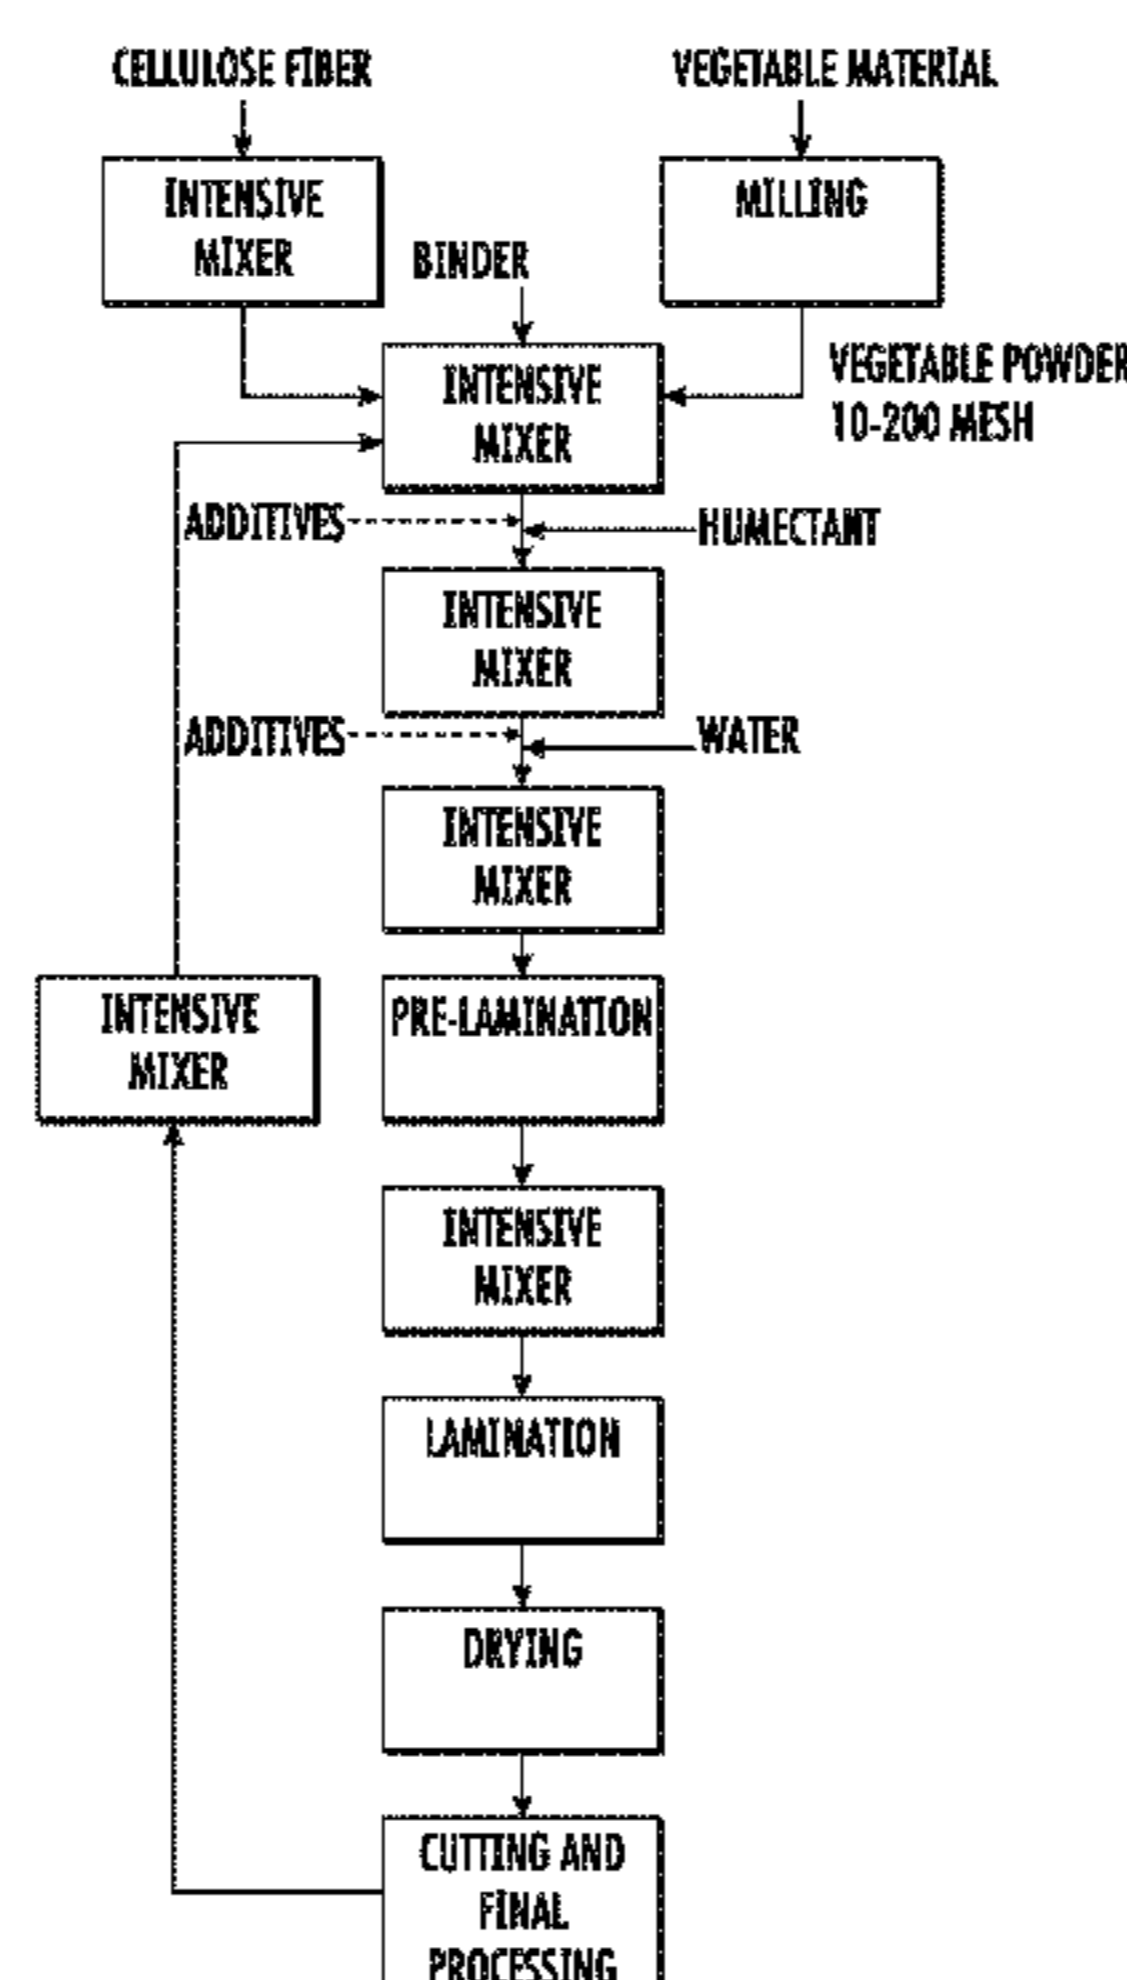 CELLULOSE FIBER
VEGETABLE MATERIAL
INTENSIVE
MIXER
MILLING
BINDER
INTENSIVE
MIXER
VEGETABLE POWDER
10-200 MESH
ADDITIVES
HUMECTANT
INTENSIVE
MIXER
ADDITIVES
WATER
INTENSIVE
MIXER
INTENSIVE
MIXER
PRE-LAMINATION
INTENSIVE
MIXER
LAMINATION
DRYING
CUTTING AND
FINAL
PROCESSING